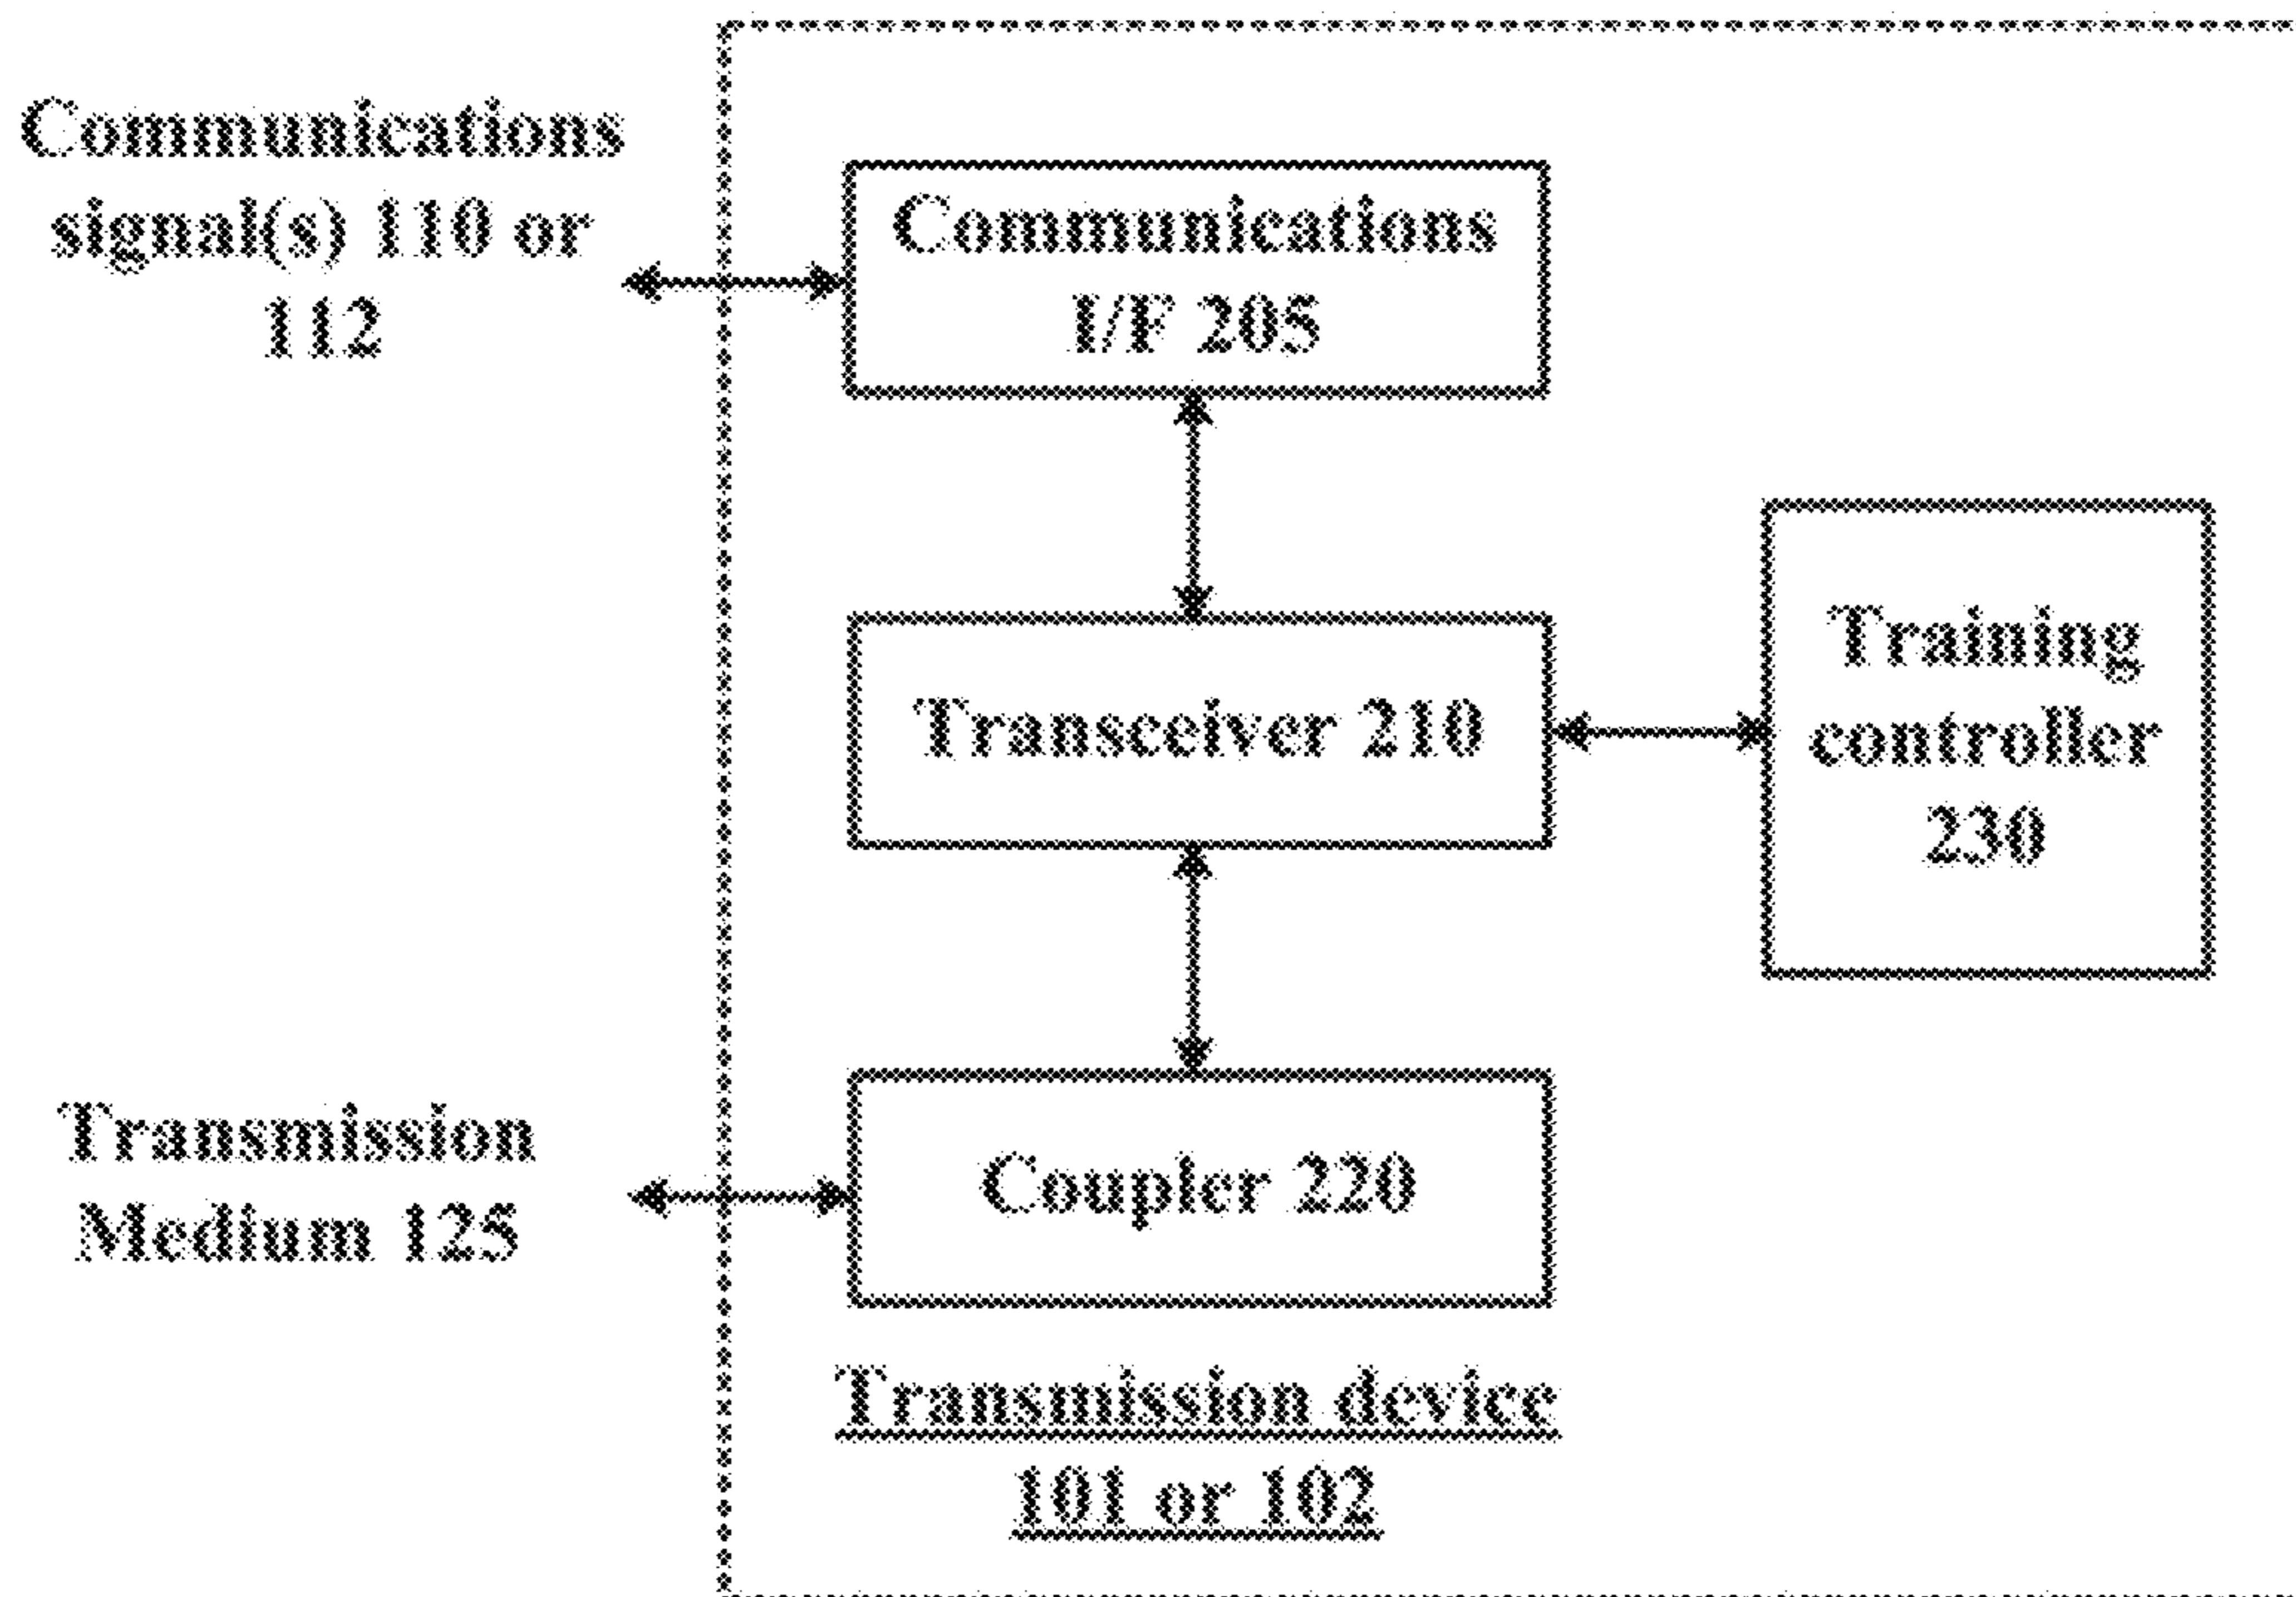 Communications
signal(s) 110 or
112
Communications
I/F 205
Transceiver 210
Training
controller
230
Transmission
Medium 125
Coupler 220
Transmission device
101 or 102